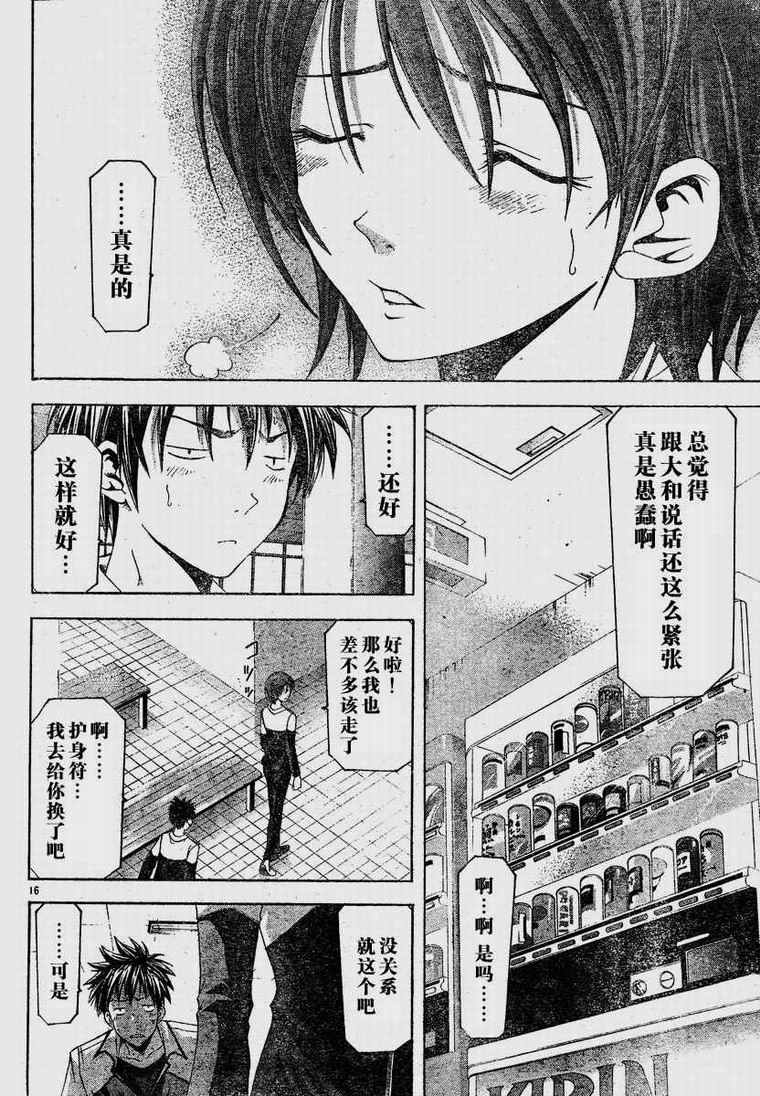 ……
真是的
总觉得
跟大和说话还这么紧张
真是愚蠢啊
啊…啊 是吗……
……
还好
这样就好…
好啦！
那么我也
差不多该走了
啊……
护身符…
我去给你换了吧
没关系
就这个吧
……可是
16
KIRIN